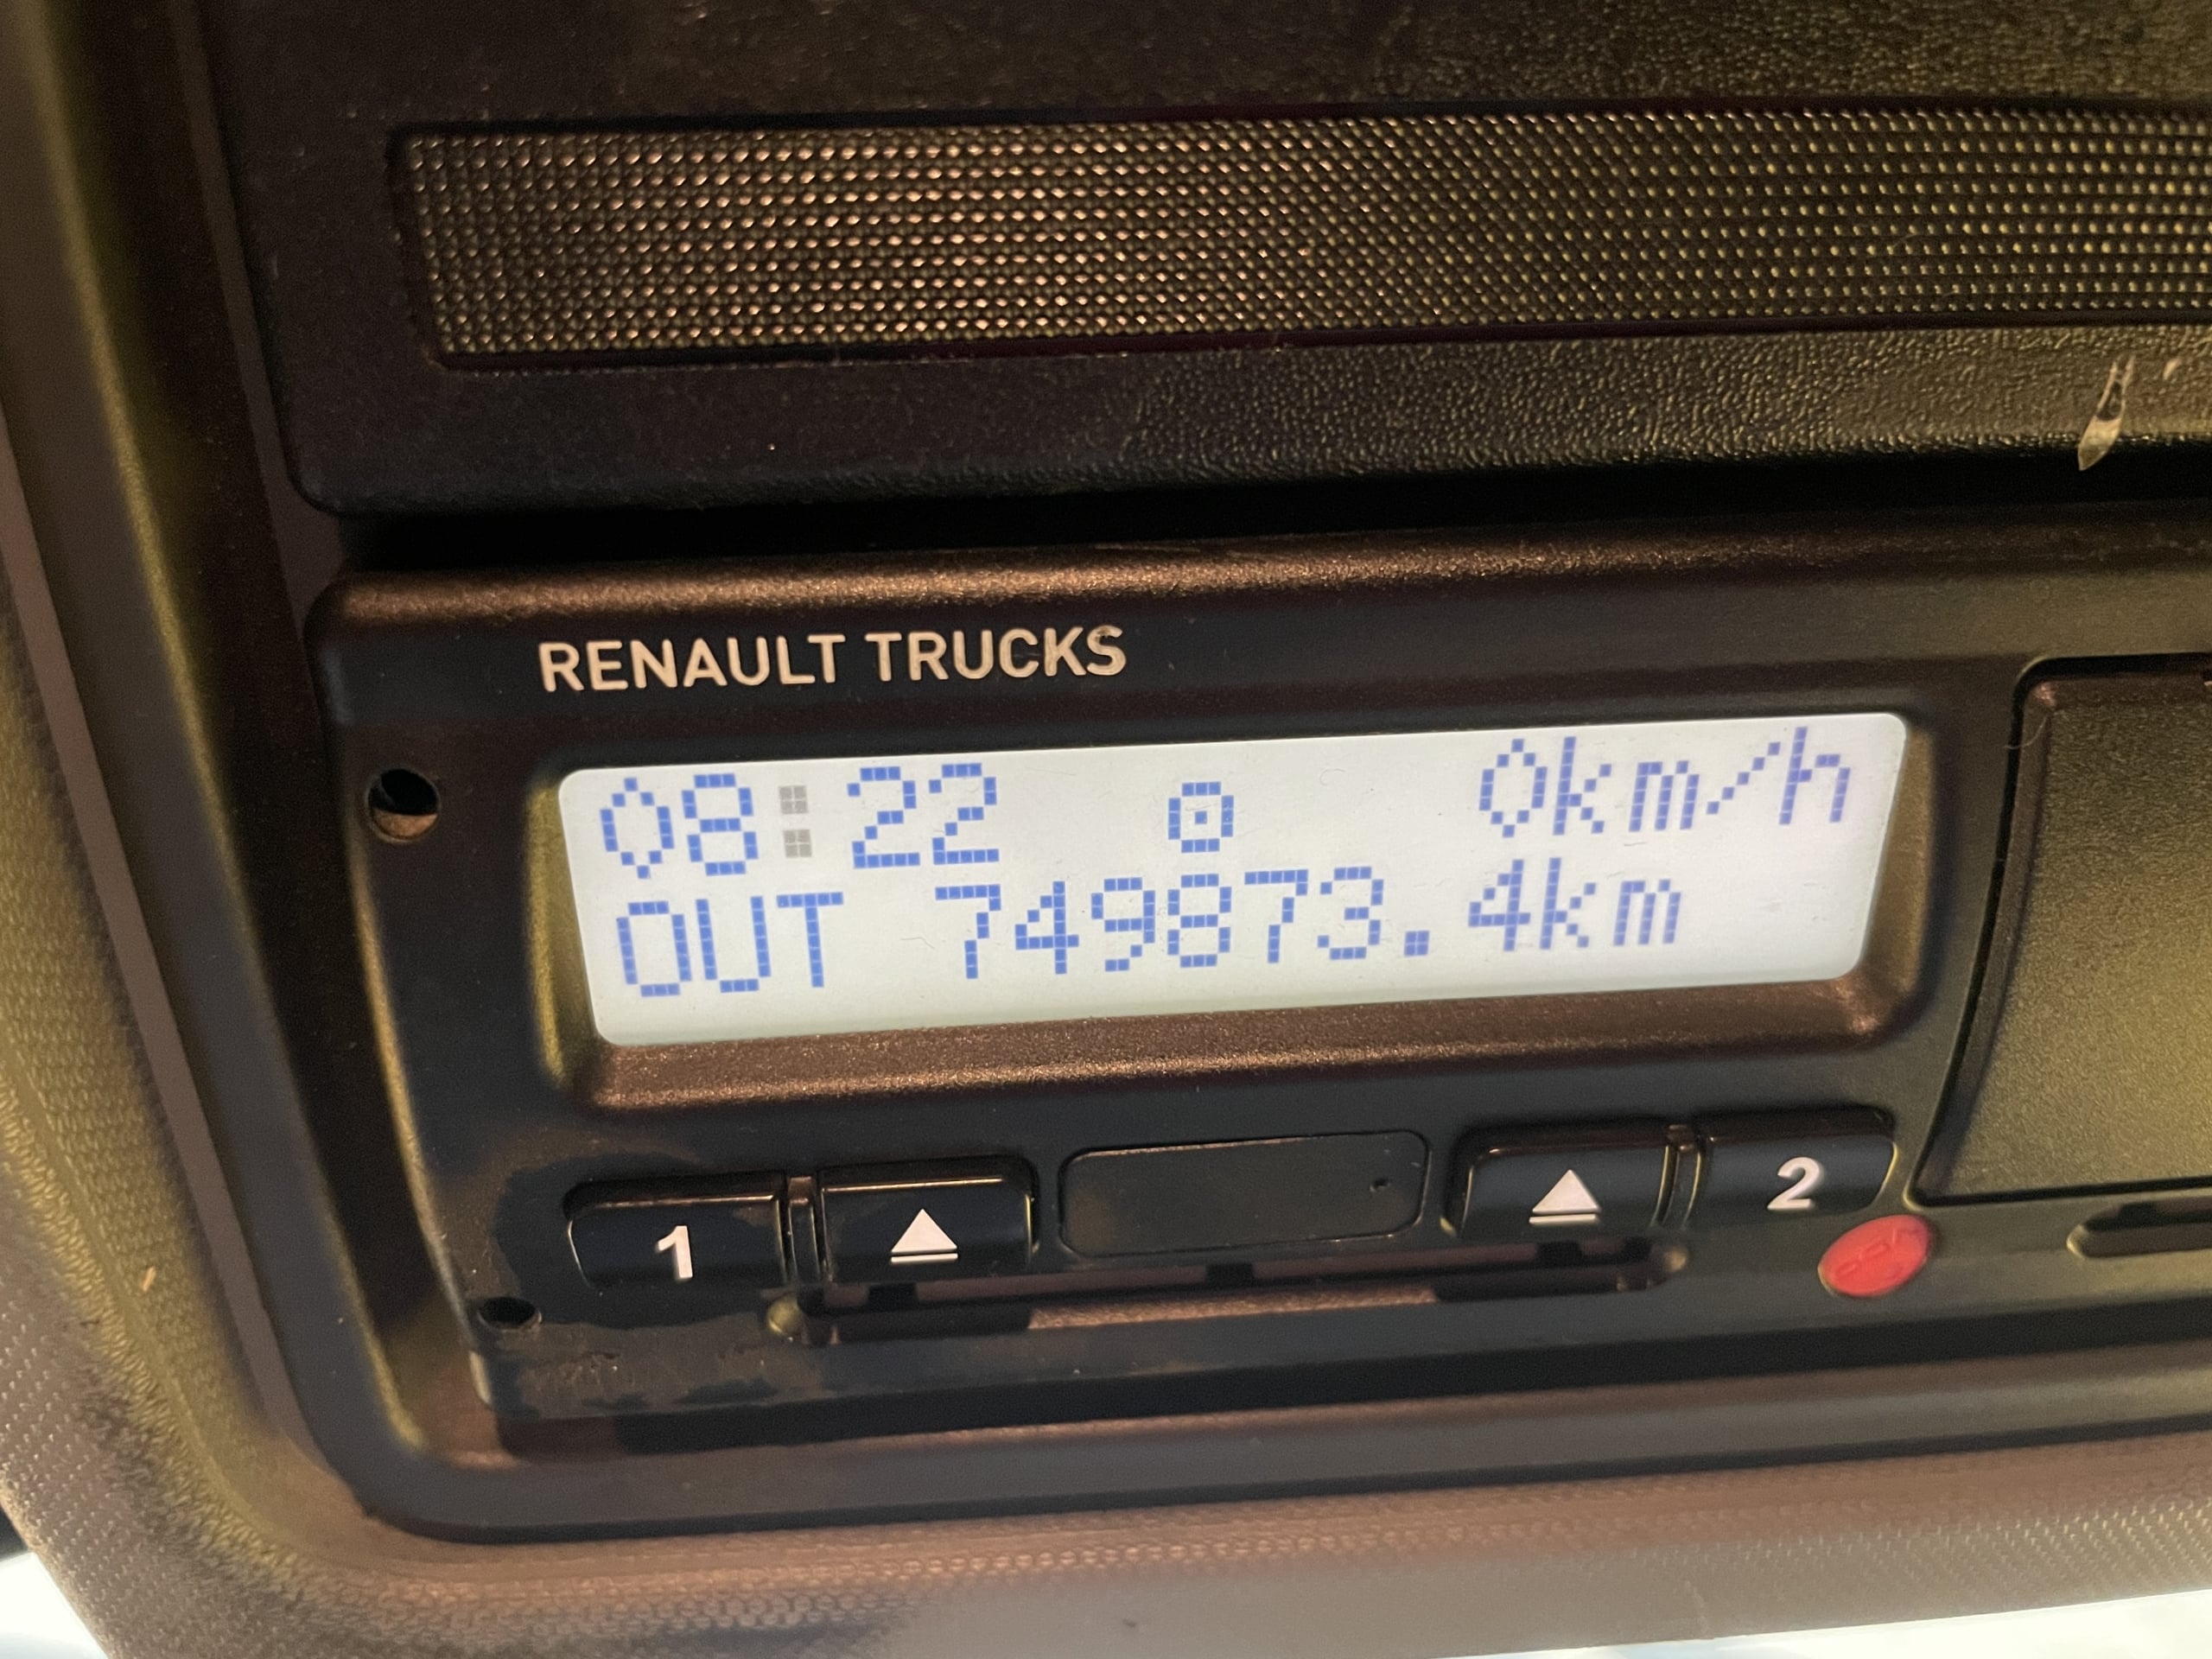 RENAULT TRUCKS
08:22 0km/h
OUT 749873.4km
1 2